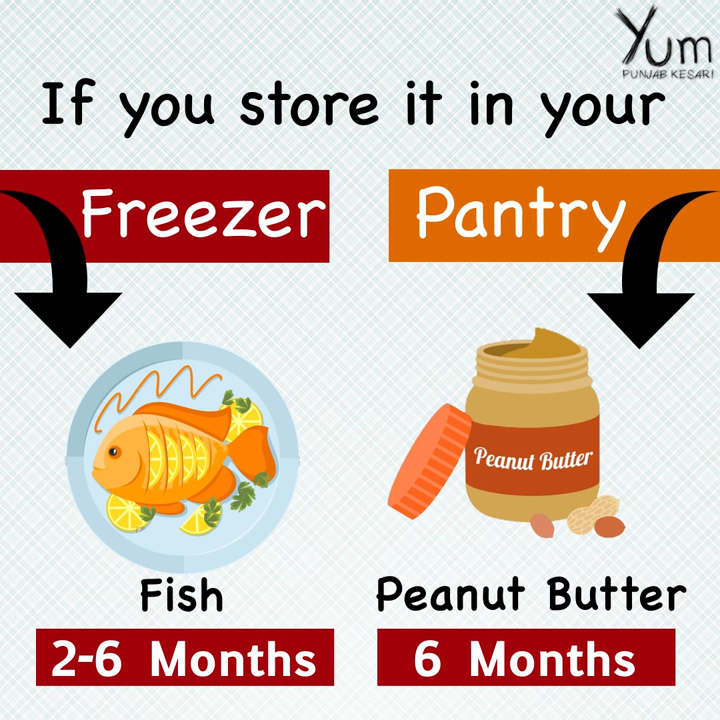 Yum
PUNJAB KESARI
If you store it in your
Freezer
Pantry
Peanut Butter
Fish
Peanut Butter
2-6 Months
6 Months